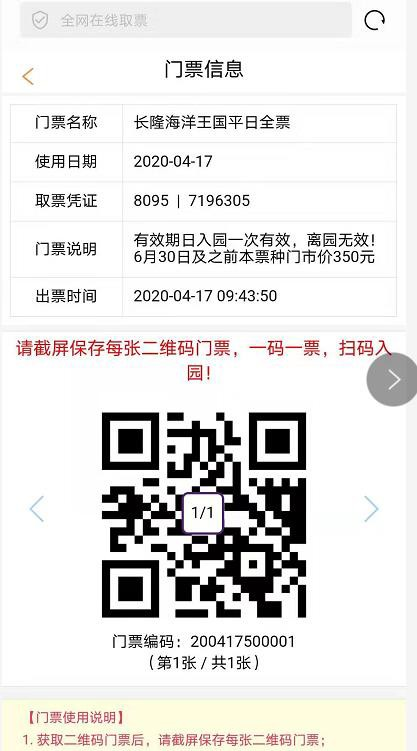 全网在线取票
门票信息
门票名称 长隆海洋王国平日全票
使用日期 2020-04-17
取票凭证 8095 | 7196305
门票说明 有效期日入园一次有效，离园无效！
6月30日及之前本票种门市价350元
出票时间 2020-04-17 09:43:50
请截屏保存每张二维码门票，一码一票，扫码入
园！
1/1
门票编码：200417500001
（第1张 / 共1张）
【门票使用说明】
1. 获取二维码门票后，请截屏保存每张二维码门票；